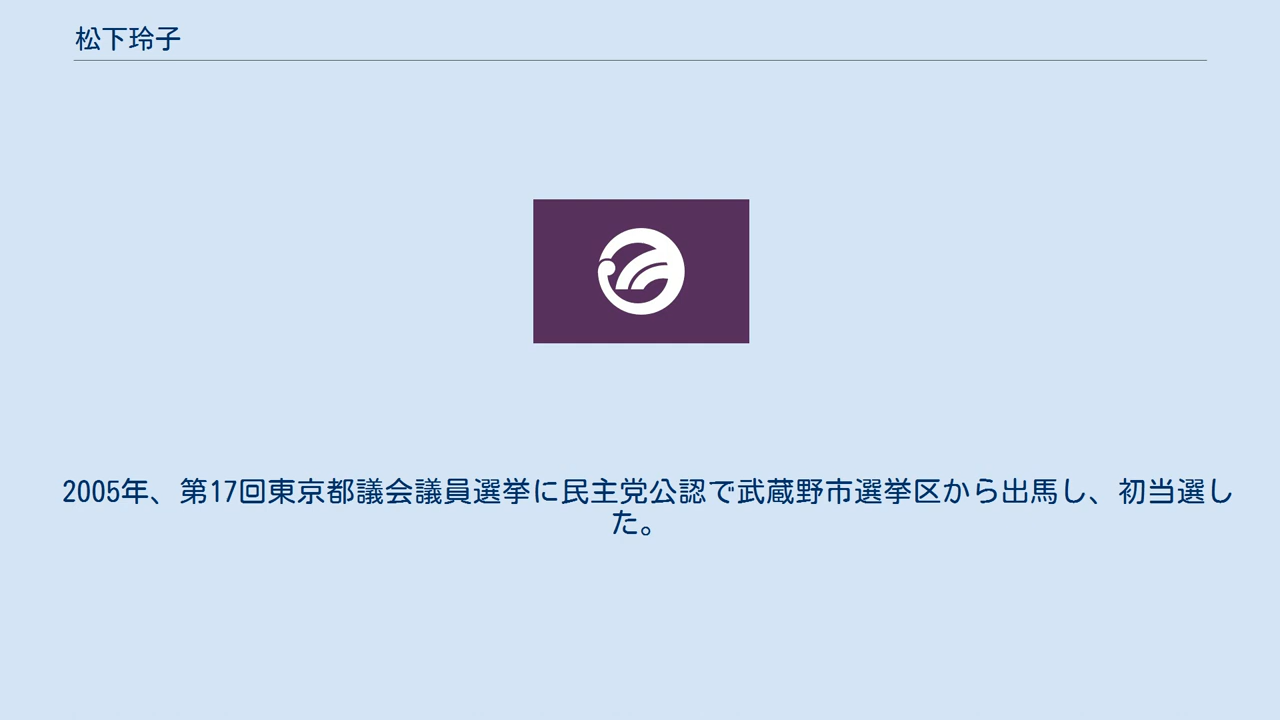 松下玲子
2005年、第17回東京都議会議員選挙に民主党公認で武蔵野市選挙区から出馬し、初当選し
た。